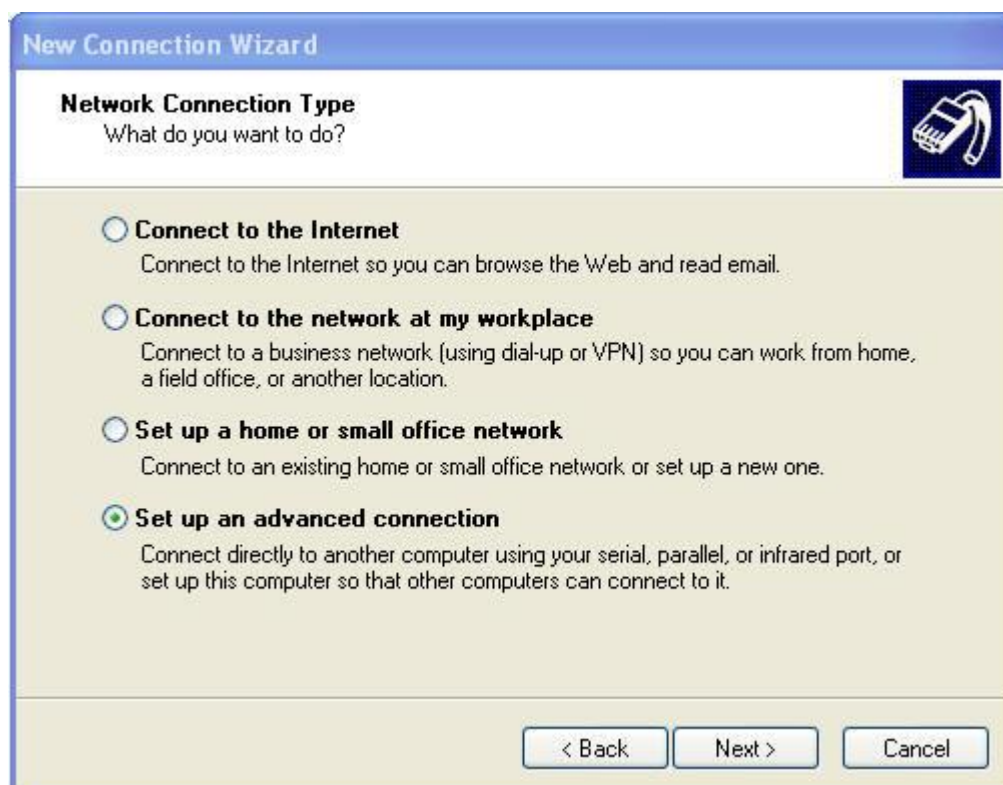 New Connection Wizard
Network Connection Type
What do you want to do?
Connect to the Internet
Connect to the Internet so you can browse the Web and read email.
Connect to the network at my workplace
Connect to a business network (using dial-up or VPN) so you can work from home,
a field office, or another location.
Set up a home or small office network
Connect to an existing home or small office network or set up a new one.
Set up an advanced connection
Connect directly to another computer using your serial, parallel, or infrared port, or
set up this computer so that other computers can connect to it.
< Back Next > Cancel